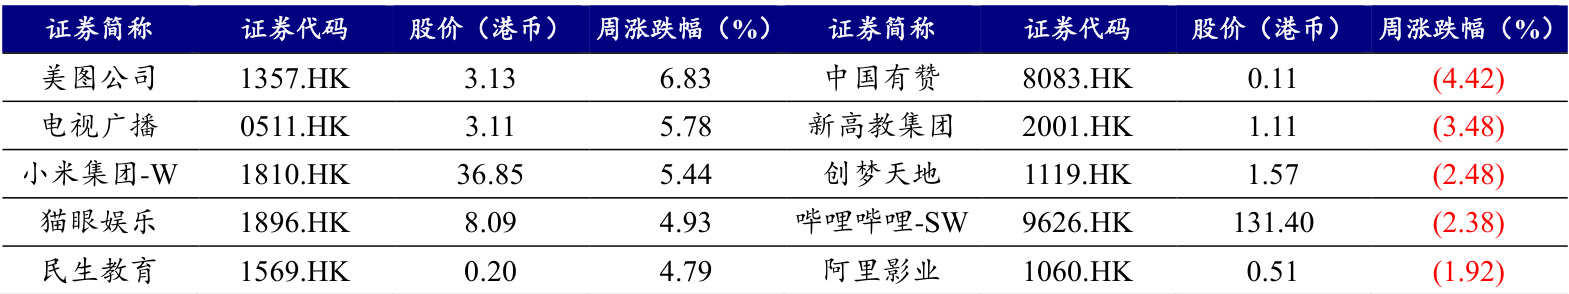 证券简称 证券代码 股价（港币） 周涨跌幅（%） 证券简称 证券代码 股价（港币） 周涨跌幅（%）
美图公司 1357.HK 3.13 6.83 中国有赞 8083.HK 0.11 (4.42)
电视广播 0511.HK 3.11 5.78 新高教集团 2001.HK 1.11 (3.48)
小米集团-W 1810.HK 36.85 5.44 创梦天地 1119.HK 1.57 (2.48)
猫眼娱乐 1896.HK 8.09 4.93 哔哩哔哩-SW 9626.HK 131.40 (2.38)
民生教育 1569.HK 0.20 4.79 阿里影业 1060.HK 0.51 (1.92)